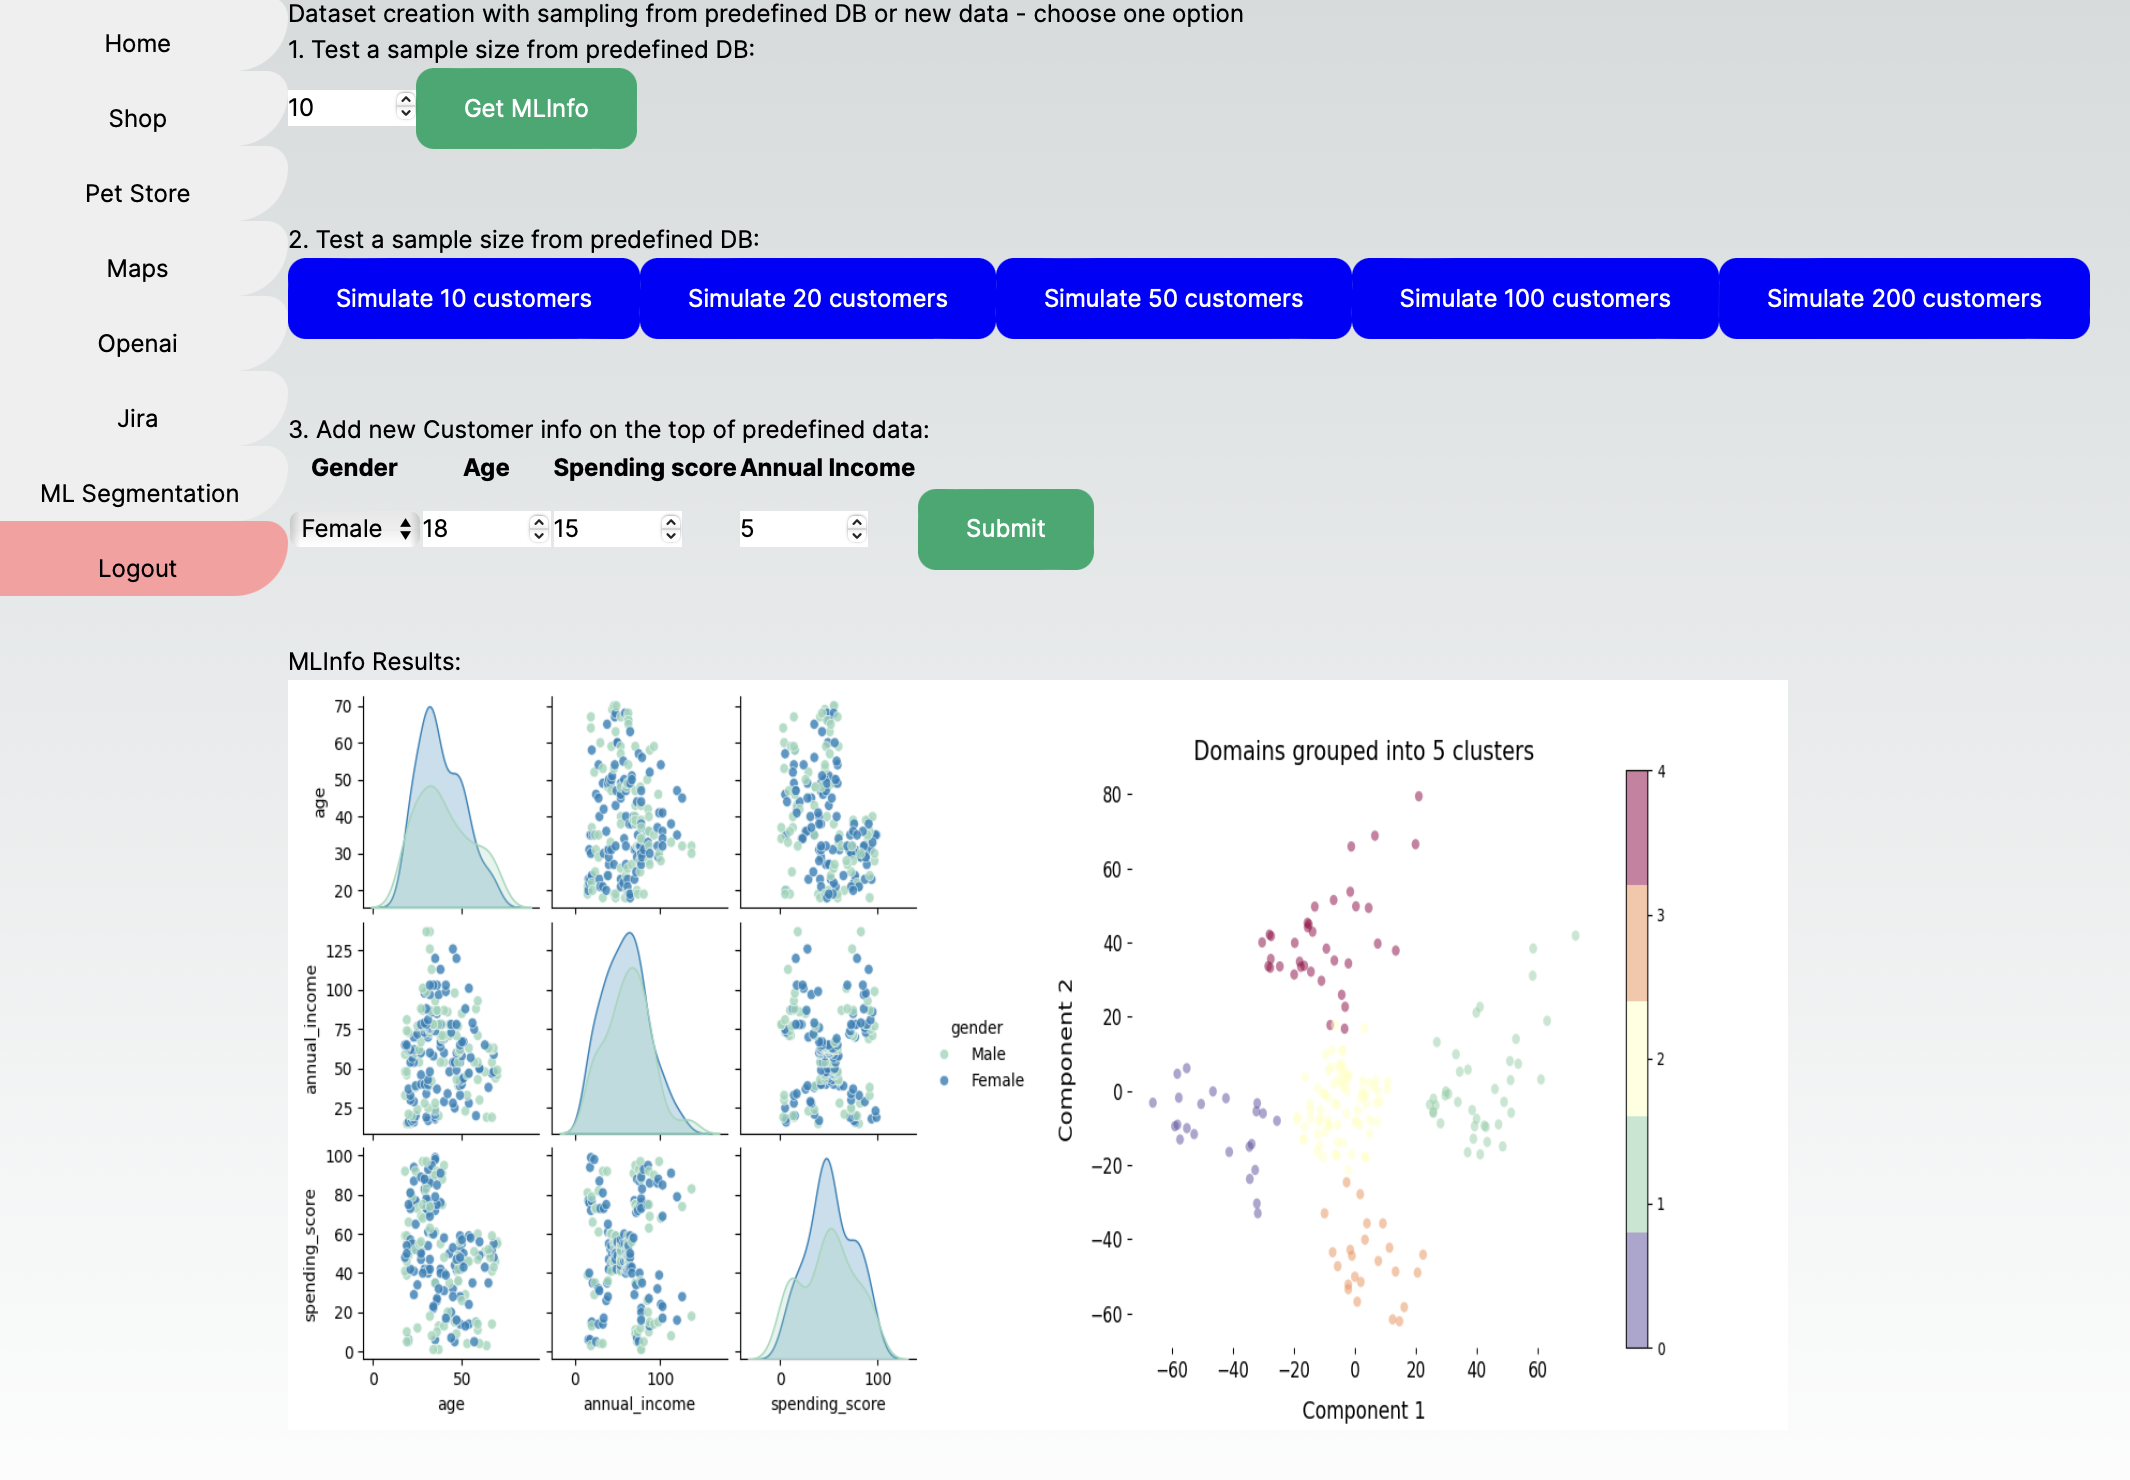 Home
Shop
Pet Store
Maps
Openai
Jira
ML Segmentation
Logout
Dataset creation with sampling from predefined DB or new data - choose one option
1. Test a sample size from predefined DB:
10
Get MLInfo
2. Test a sample size from predefined DB:
Simulate 10 customers
Simulate 20 customers
Simulate 50 customers
Simulate 100 customers
Simulate 200 customers
3. Add new Customer info on the top of predefined data:
Gender Age Spending score Annual Income
Female 18 15 5 Submit
MLInfo Results:
age
70
60
50
40
30
20
annual_income
125
100
75
50
25
spending_score
100
80
60
40
20
0
0 50
0 100
0 100
age
annual_income
spending_score
gender
Male
Female
Domains grouped into 5 clusters
Component 2
80
60
40
20
0
−20
−40
−60
−60 −40 −20 0 20 40 60
Component 1
4
3
2
1
0